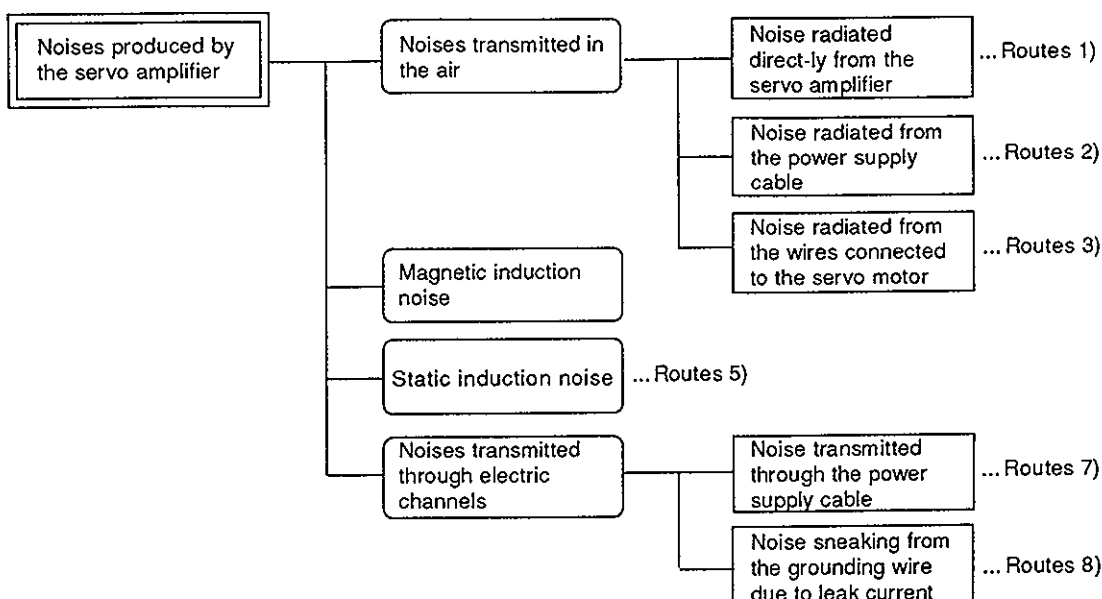 Noises produced by
the servo amplifier
Noises transmitted in
the air
Noise radiated
direct-ly from the
servo amplifier
... Routes 1)
Noise radiated from
the power supply
cable
... Routes 2)
Noise radiated from
the wires connected
to the servo motor
... Routes 3)
Magnetic induction
noise
Static induction noise
... Routes 5)
Noises transmitted
through electric
channels
Noise transmitted
through the power
supply cable
... Routes 7)
Noise sneaking from
the grounding wire
due to leak current
... Routes 8)